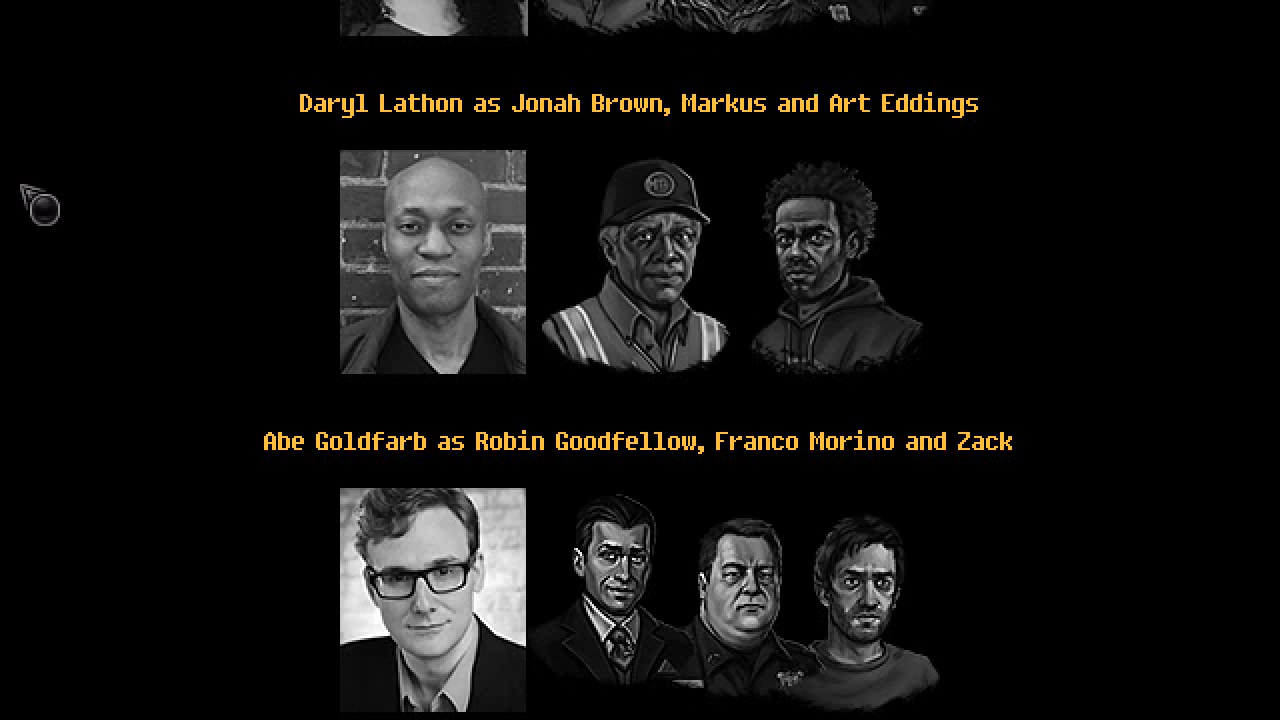 Daryl Lathon as Jonah Brown, Markus and Art Eddings
Abe Goldfarb as Robin Goodfellow, Franco Morino and Zack